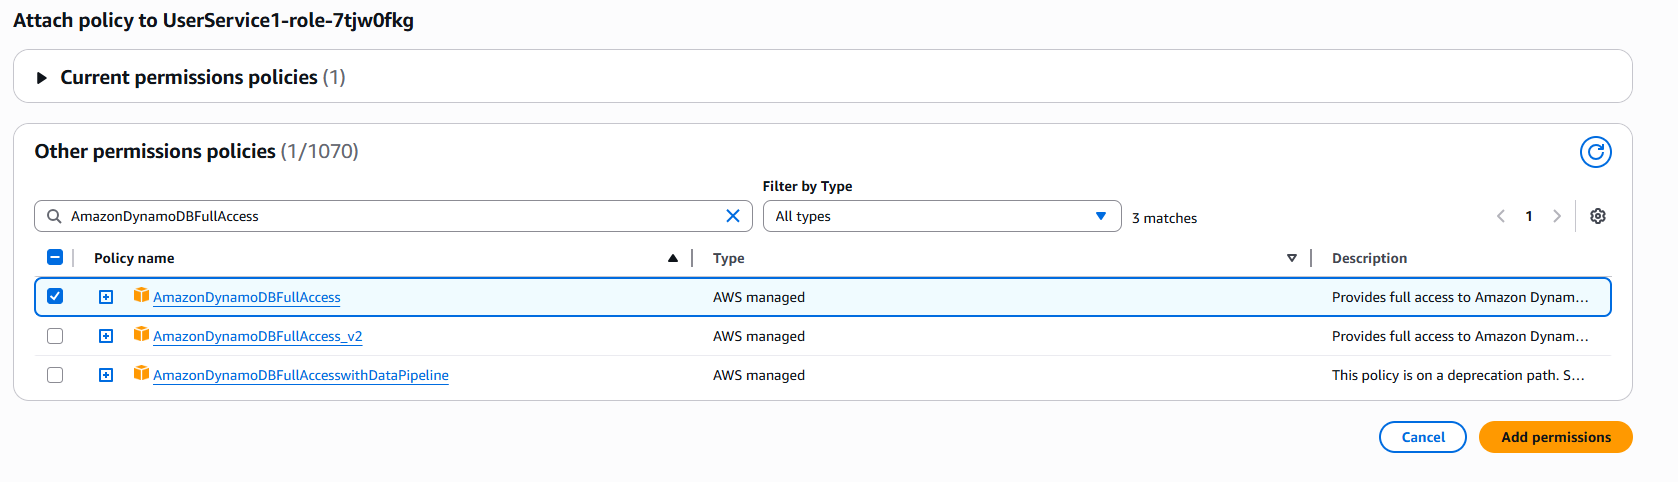 Attach policy to UserService1-role-7tjw0fkg
Current permissions policies (1)
Other permissions policies (1/1070)
Filter by Type
AmazonDynamoDBFullAccess
All types
3 matches
1
Policy name
Type
Description
AmazonDynamoDBFullAccess
AWS managed
Provides full access to Amazon Dynam...
AmazonDynamoDBFullAccess_v2
AWS managed
Provides full access to Amazon Dynam...
AmazonDynamoDBFullAccesswithDataPipeline
AWS managed
This policy is on a deprecation path. S...
Cancel
Add permissions